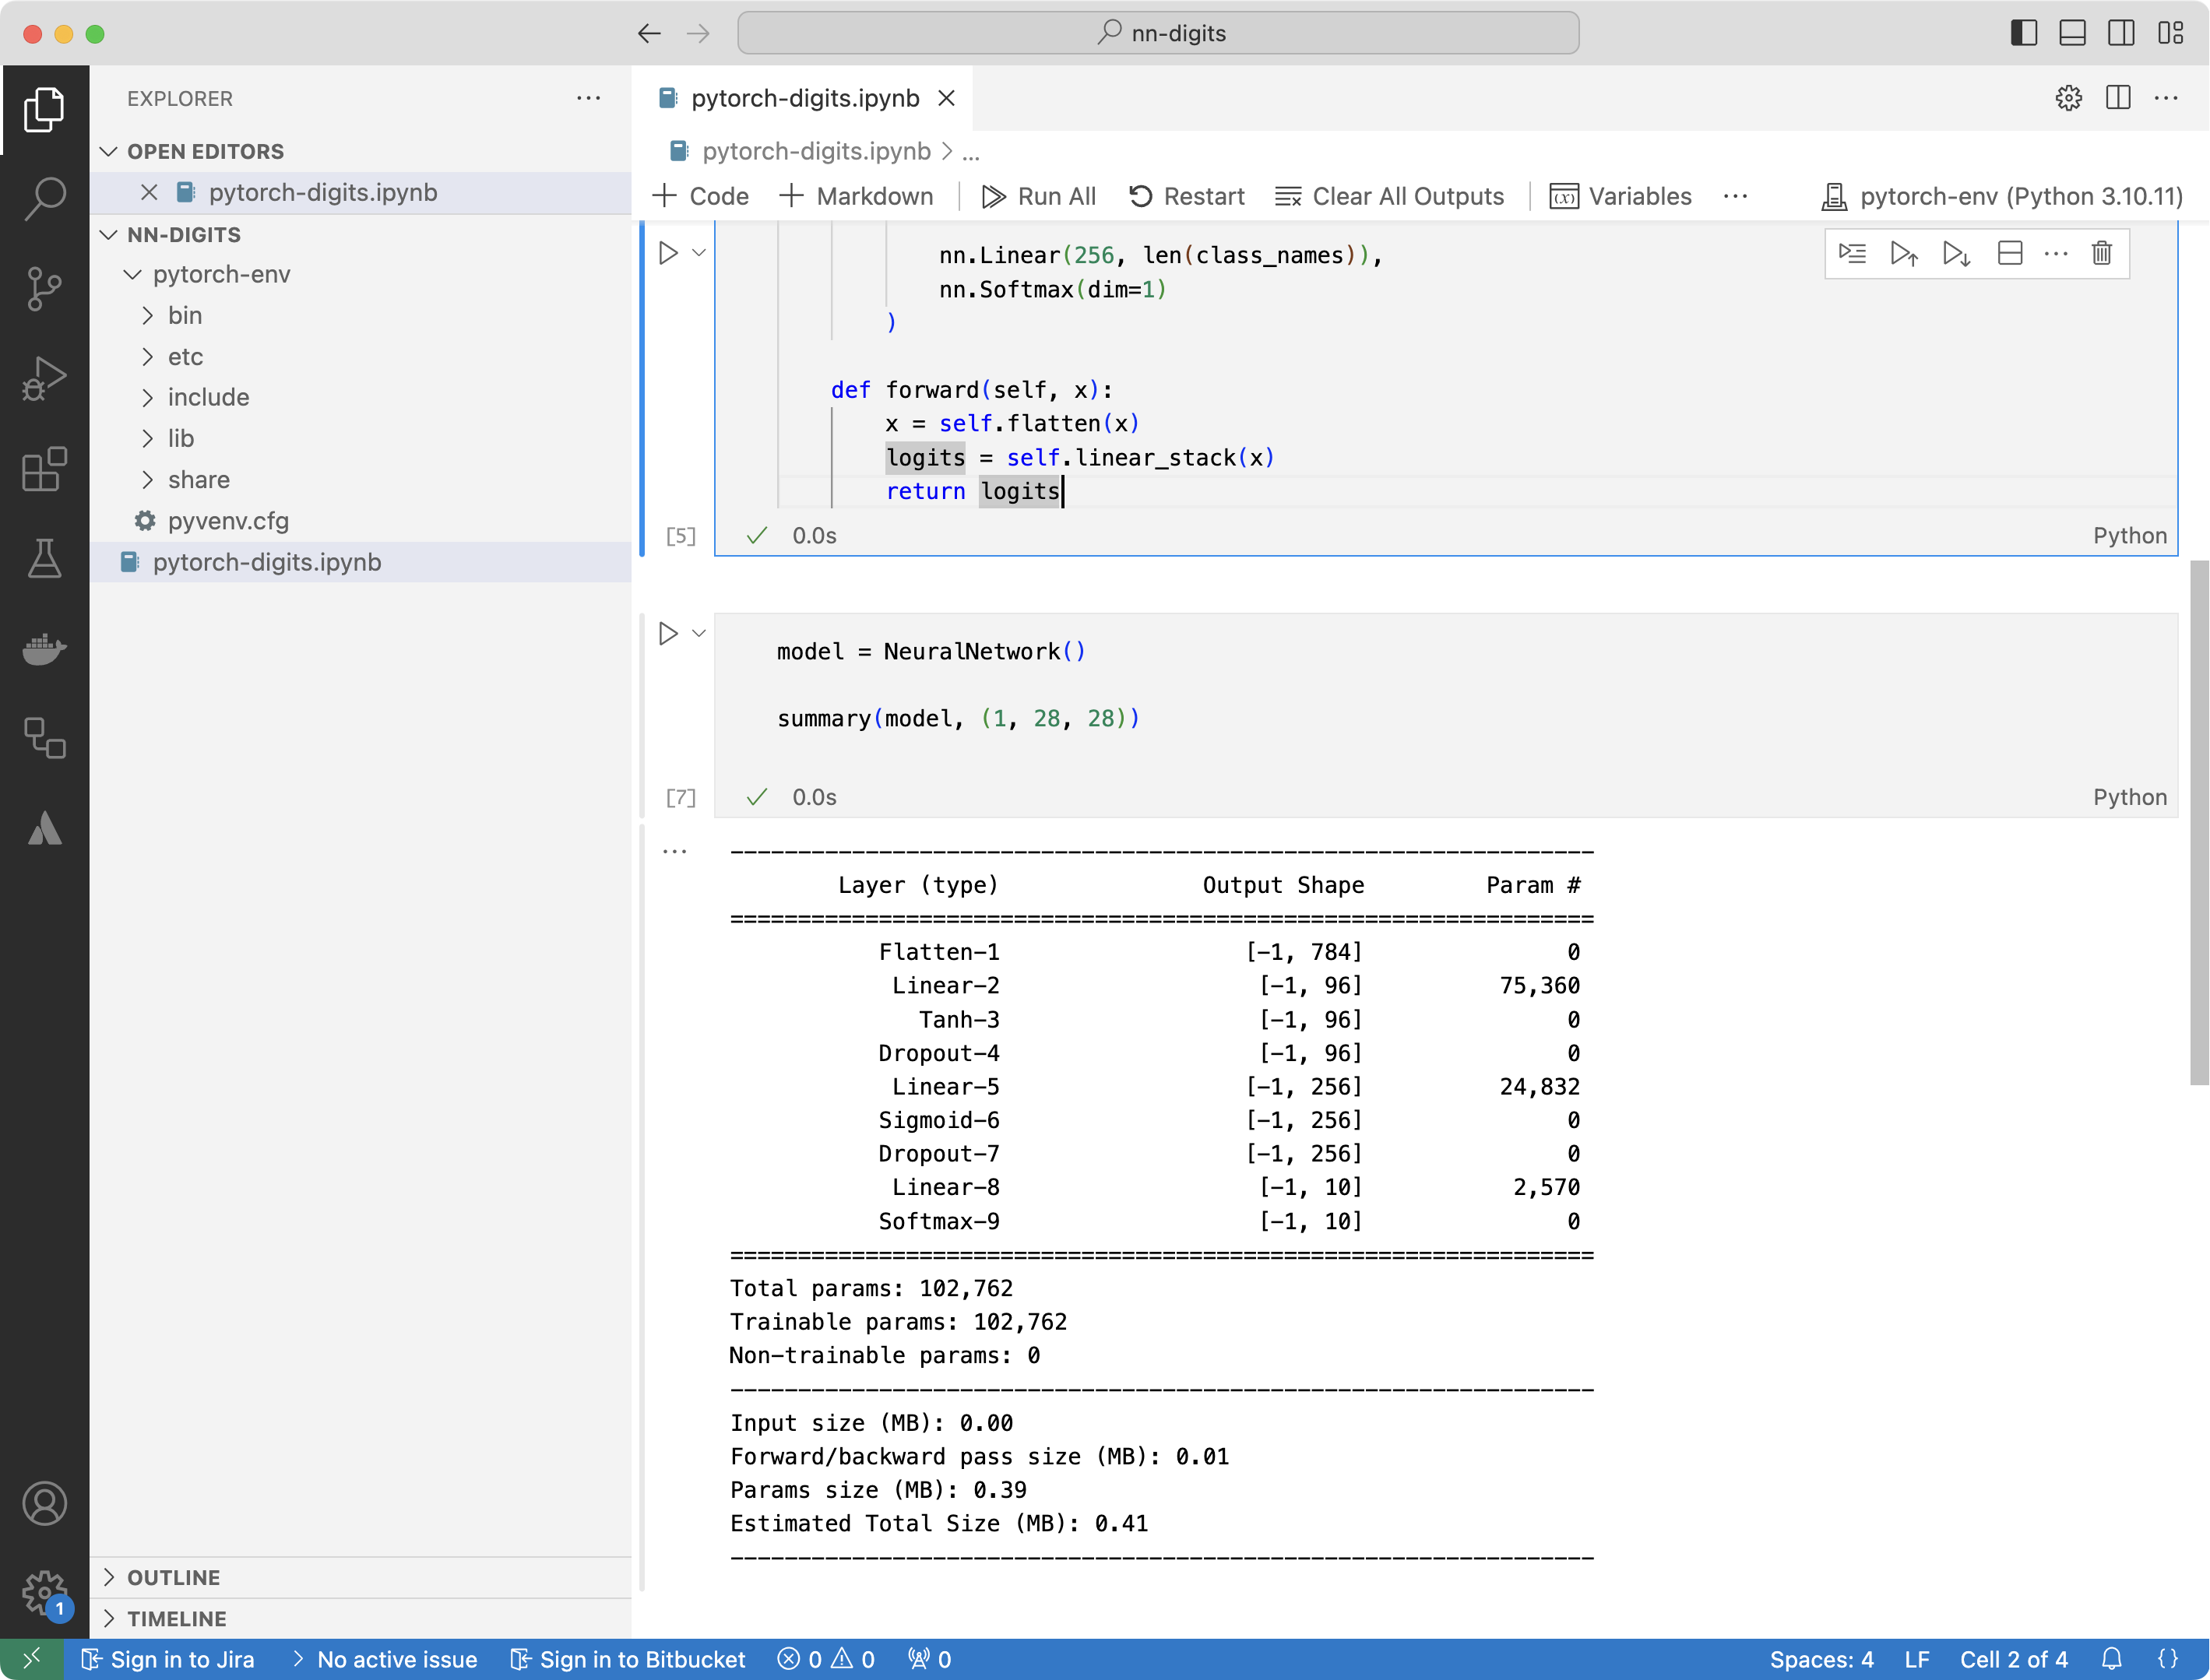 nn-digits
EXPLORER
OPEN EDITORS
pytorch-digits.ipynb
NN-DIGITS
pytorch-env
bin
etc
include
lib
share
pyvenv.cfg
pytorch-digits.ipynb
OUTLINE
TIMELINE
1
pytorch-digits.ipynb
pytorch-digits.ipynb > ...
Code Markdown Run All Restart Clear All Outputs Variables ... pytorch-env (Python 3.10.11)
nn.Linear(256, len(class_names)),
nn.Softmax(dim=1)
)
def forward(self, x):
x = self.flatten(x)
logits = self.linear_stack(x)
return logits
[5] 0.0s Python
model = NeuralNetwork()
summary(model, (1, 28, 28))
[7] 0.0s Python
----------------------------------------------------------------
Layer (type) Output Shape Param #
================================================================
Flatten-1 [-1, 784] 0
Linear-2 [-1, 96] 75,360
Tanh-3 [-1, 96] 0
Dropout-4 [-1, 96] 0
Linear-5 [-1, 256] 24,832
Sigmoid-6 [-1, 256] 0
Dropout-7 [-1, 256] 0
Linear-8 [-1, 10] 2,570
Softmax-9 [-1, 10] 0
================================================================
Total params: 102,762
Trainable params: 102,762
Non-trainable params: 0
----------------------------------------------------------------
Input size (MB): 0.00
Forward/backward pass size (MB): 0.01
Params size (MB): 0.39
Estimated Total Size (MB): 0.41
----------------------------------------------------------------
Sign in to Jira > No active issue Sign in to Bitbucket 0 0 0 Spaces: 4 LF Cell 2 of 4 {}